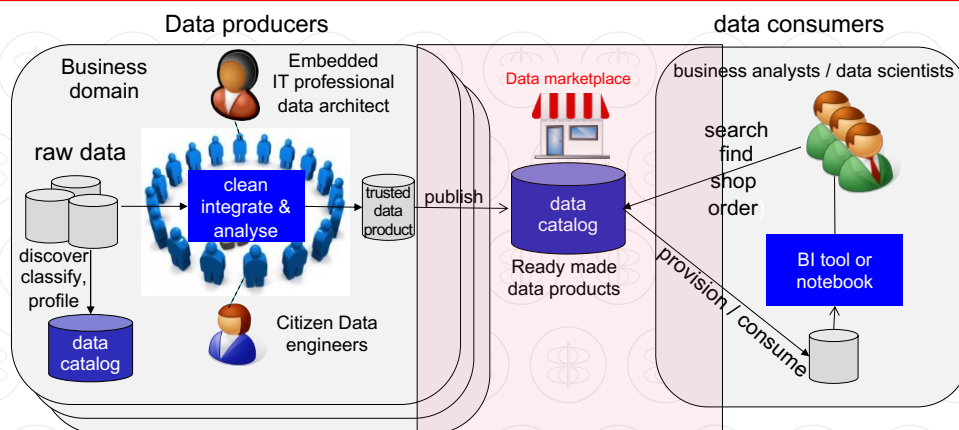 Data producers
data consumers
Business
domain
Embedded
IT professional
data architect
raw data
clean
integrate &
analyse
trusted
data
product
discover
classify,
profile
data
catalog
Citizen Data
engineers
publish
Data marketplace
data
catalog
Ready made
data products
business analysts / data scientists
search
find
shop
order)
provision / consume
BI tool or
notebook